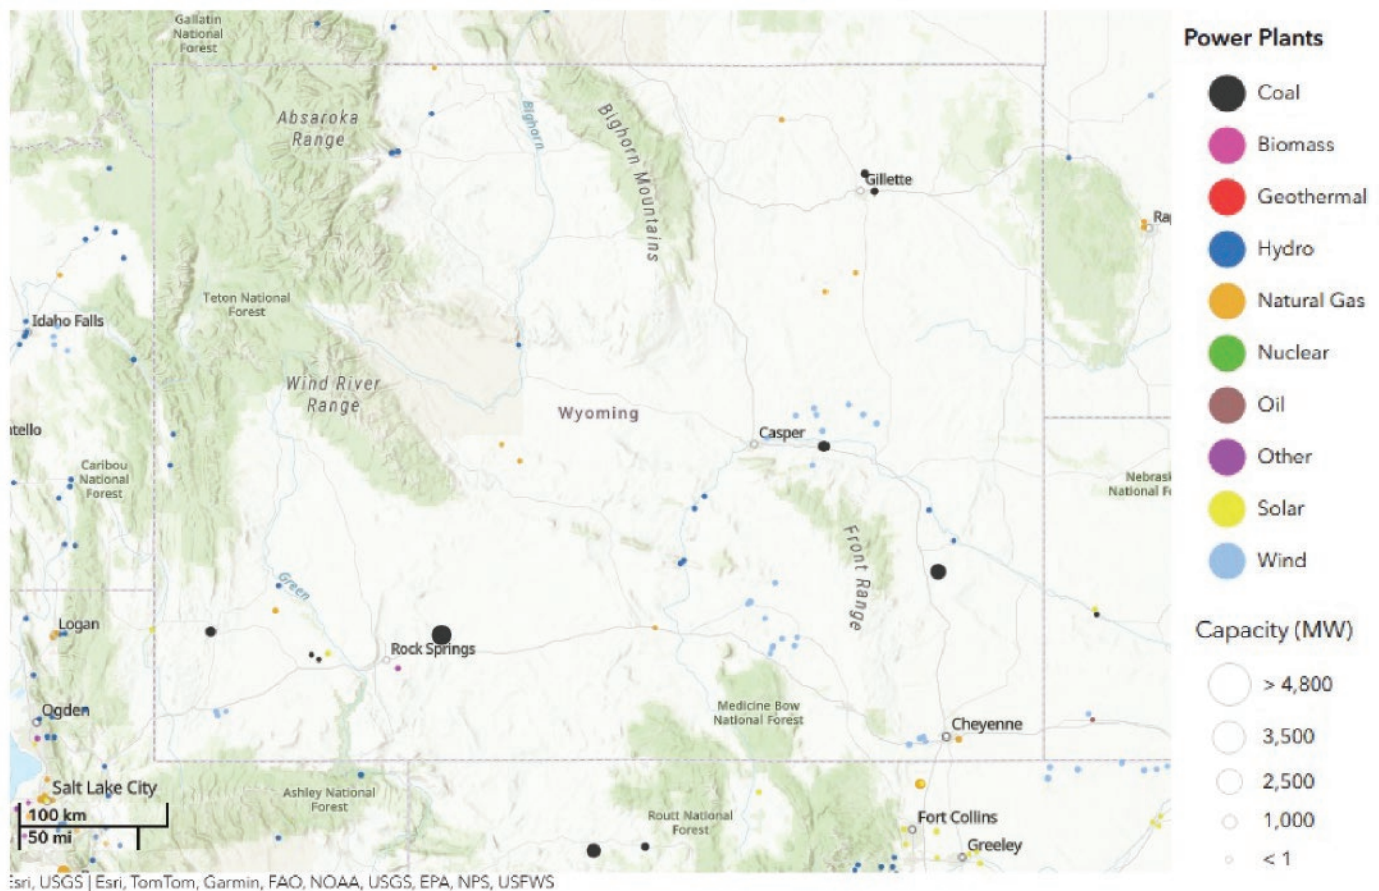 Gallatin
National
Forest
Absaroka
Range
Bighorn
Bighorn Mountains
Gillette
Teton National
Forest
Idaho Falls
Wind River
Range
Wyoming
Casper
Caribou
National
Forest
Front Range
Green
Logan
Rock Springs
Ogden
Medicine Bow
National Forest
Cheyenne
Salt Lake City
100 km
50 mi
Ashley National
Forest
Routt National
Forest
Fort Collins
Greeley
Esri, USGS | Esri, TomTom, Garmin, FAO, NOAA, USGS, EPA, NPS, USFWS
Power Plants
Coal
Biomass
Geothermal
Hydro
Natural Gas
Nuclear
Oil
Other
Solar
Wind
Capacity (MW)
> 4,800
3,500
2,500
1,000
< 1